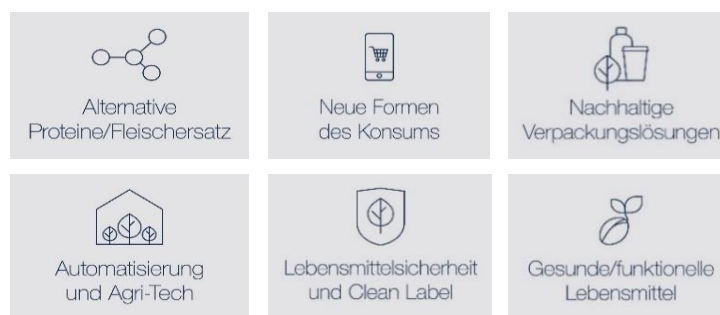 Alternative
Proteine/Fleischersatz
Neue Formen
des Konsums
Nachhaltige
Verpackungslösungen
Automatisierung
und Agri-Tech
Lebensmittelsicherheit
und Clean Label
Gesunde/funktionelle
Lebensmittel